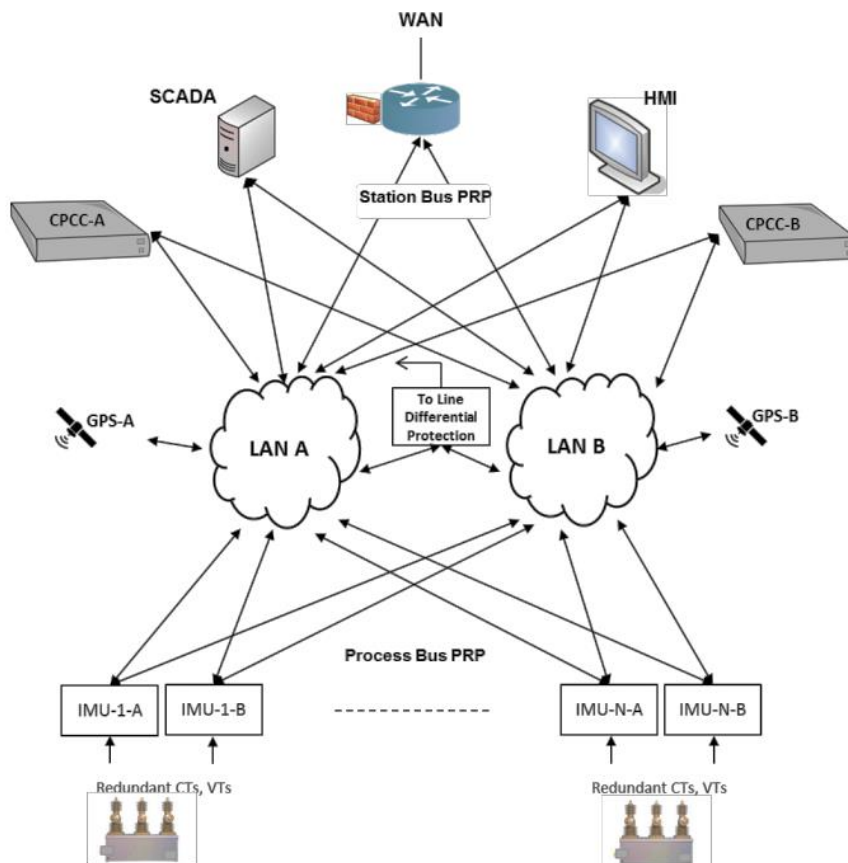 WAN
SCADA
HMI
Station Bus PRP
CPCC-A
CPCC-B
To Line
Differential
Protection
GPS-A
LAN A
LAN B
GPS-B
Process Bus PRP
IMU-1-A
IMU-1-B
IMU-N-A
IMU-N-B
Redundant CTs, VTs
Redundant CTs, VTs